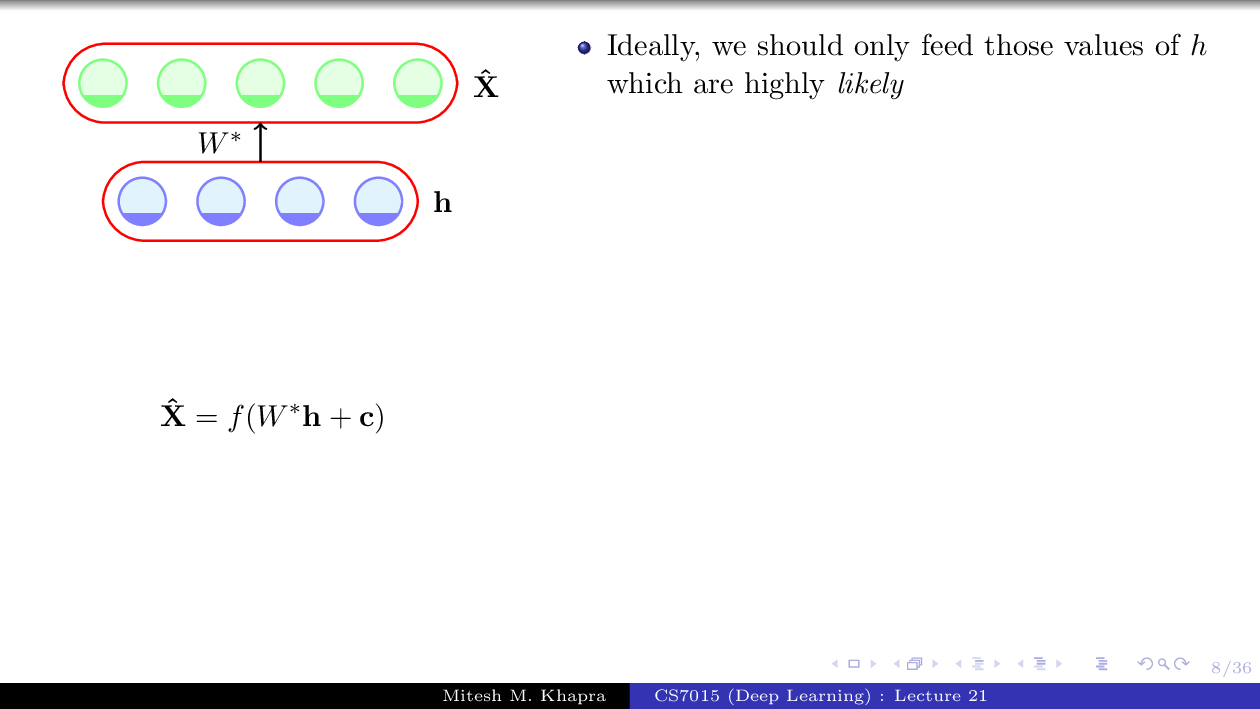 Ideally, we should only feed those values of h
which are highly likely
X̂
W*
h
X̂ = f(W*h + c)
8/36
Mitesh M. Khapra
CS7015 (Deep Learning) : Lecture 21